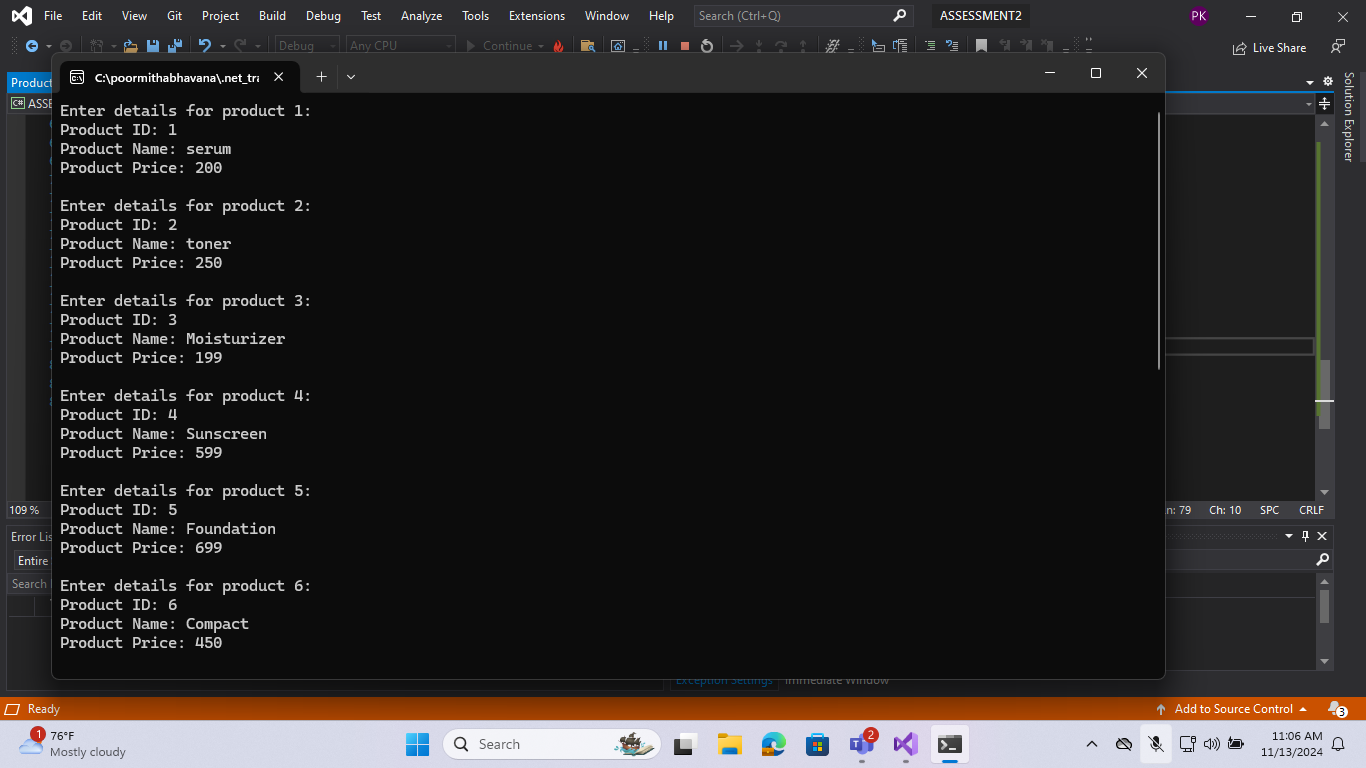 File Edit View Git Project Build Debug Test Analyze Tools Extensions Window Help Search (Ctrl+Q) ASSESSMENT2 PK
Debug Any CPU Continue Live Share
C:\poormithabhavana\.net_tra
Product
C# ASSE
Solution Explorer
Enter details for product 1:
Product ID: 1
Product Name: serum
Product Price: 200
Enter details for product 2:
Product ID: 2
Product Name: toner
Product Price: 250
Enter details for product 3:
Product ID: 3
Product Name: Moisturizer
Product Price: 199
Enter details for product 4:
Product ID: 4
Product Name: Sunscreen
Product Price: 599
Enter details for product 5:
Product ID: 5
Product Name: Foundation
Product Price: 699
Enter details for product 6:
Product ID: 6
Product Name: Compact
Product Price: 450
109 % n: 79 Ch: 10 SPC CRLF
Error Lis
Entire
Search
Exception Settings Immediate Window
Ready Add to Source Control 3
1 76°F
Mostly cloudy
Search 2
11:06 AM
11/13/2024